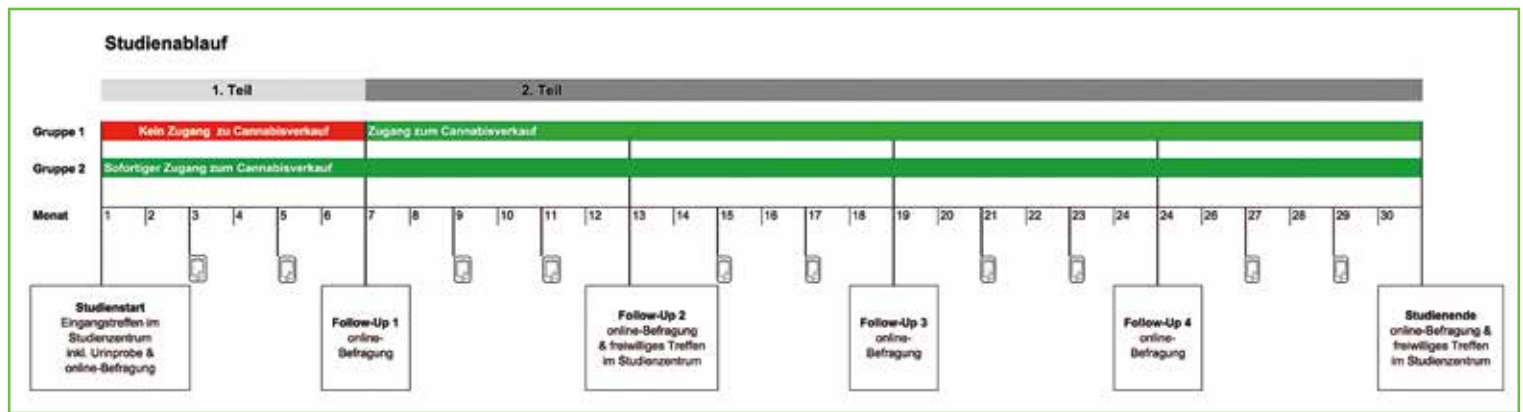 Studienablauf
1. Teil 2. Teil
Gruppe 1 Kein Zugang zu Cannabisverkauf Zugang zum Cannabisverkauf
Gruppe 2 Sofortiger Zugang zum Cannabisverkauf
Monat 1 2 3 4 5 6 7 8 9 10 11 12 13 14 15 16 17 18 19 20 21 22 23 24 24 26 27 28 29 30
Studienstart
Eingangstreffen im
Studienzentrum
inkl. Urinprobe &
online-Befragung
Follow-Up 1
online-
Befragung
Follow-Up 2
online-Befragung
& freiwilliges Treffen
im Studienzentrum
Follow-Up 3
online-
Befragung
Follow-Up 4
online-
Befragung
Studienende
online-Befragung &
freiwilliges Treffen
im Studienzentrum